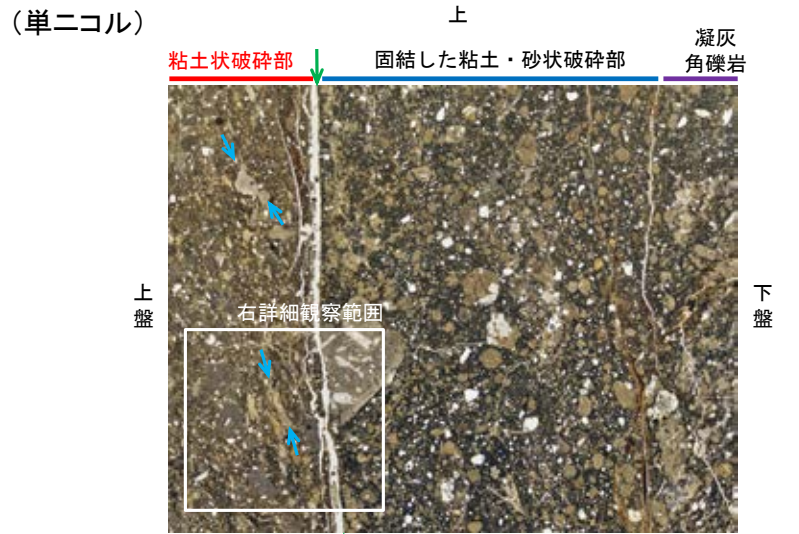 （単ニコル）
上
粘土状破砕部
固結した粘土・砂状破砕部
凝灰
角礫岩
上
盤
下
盤
右詳細観察範囲